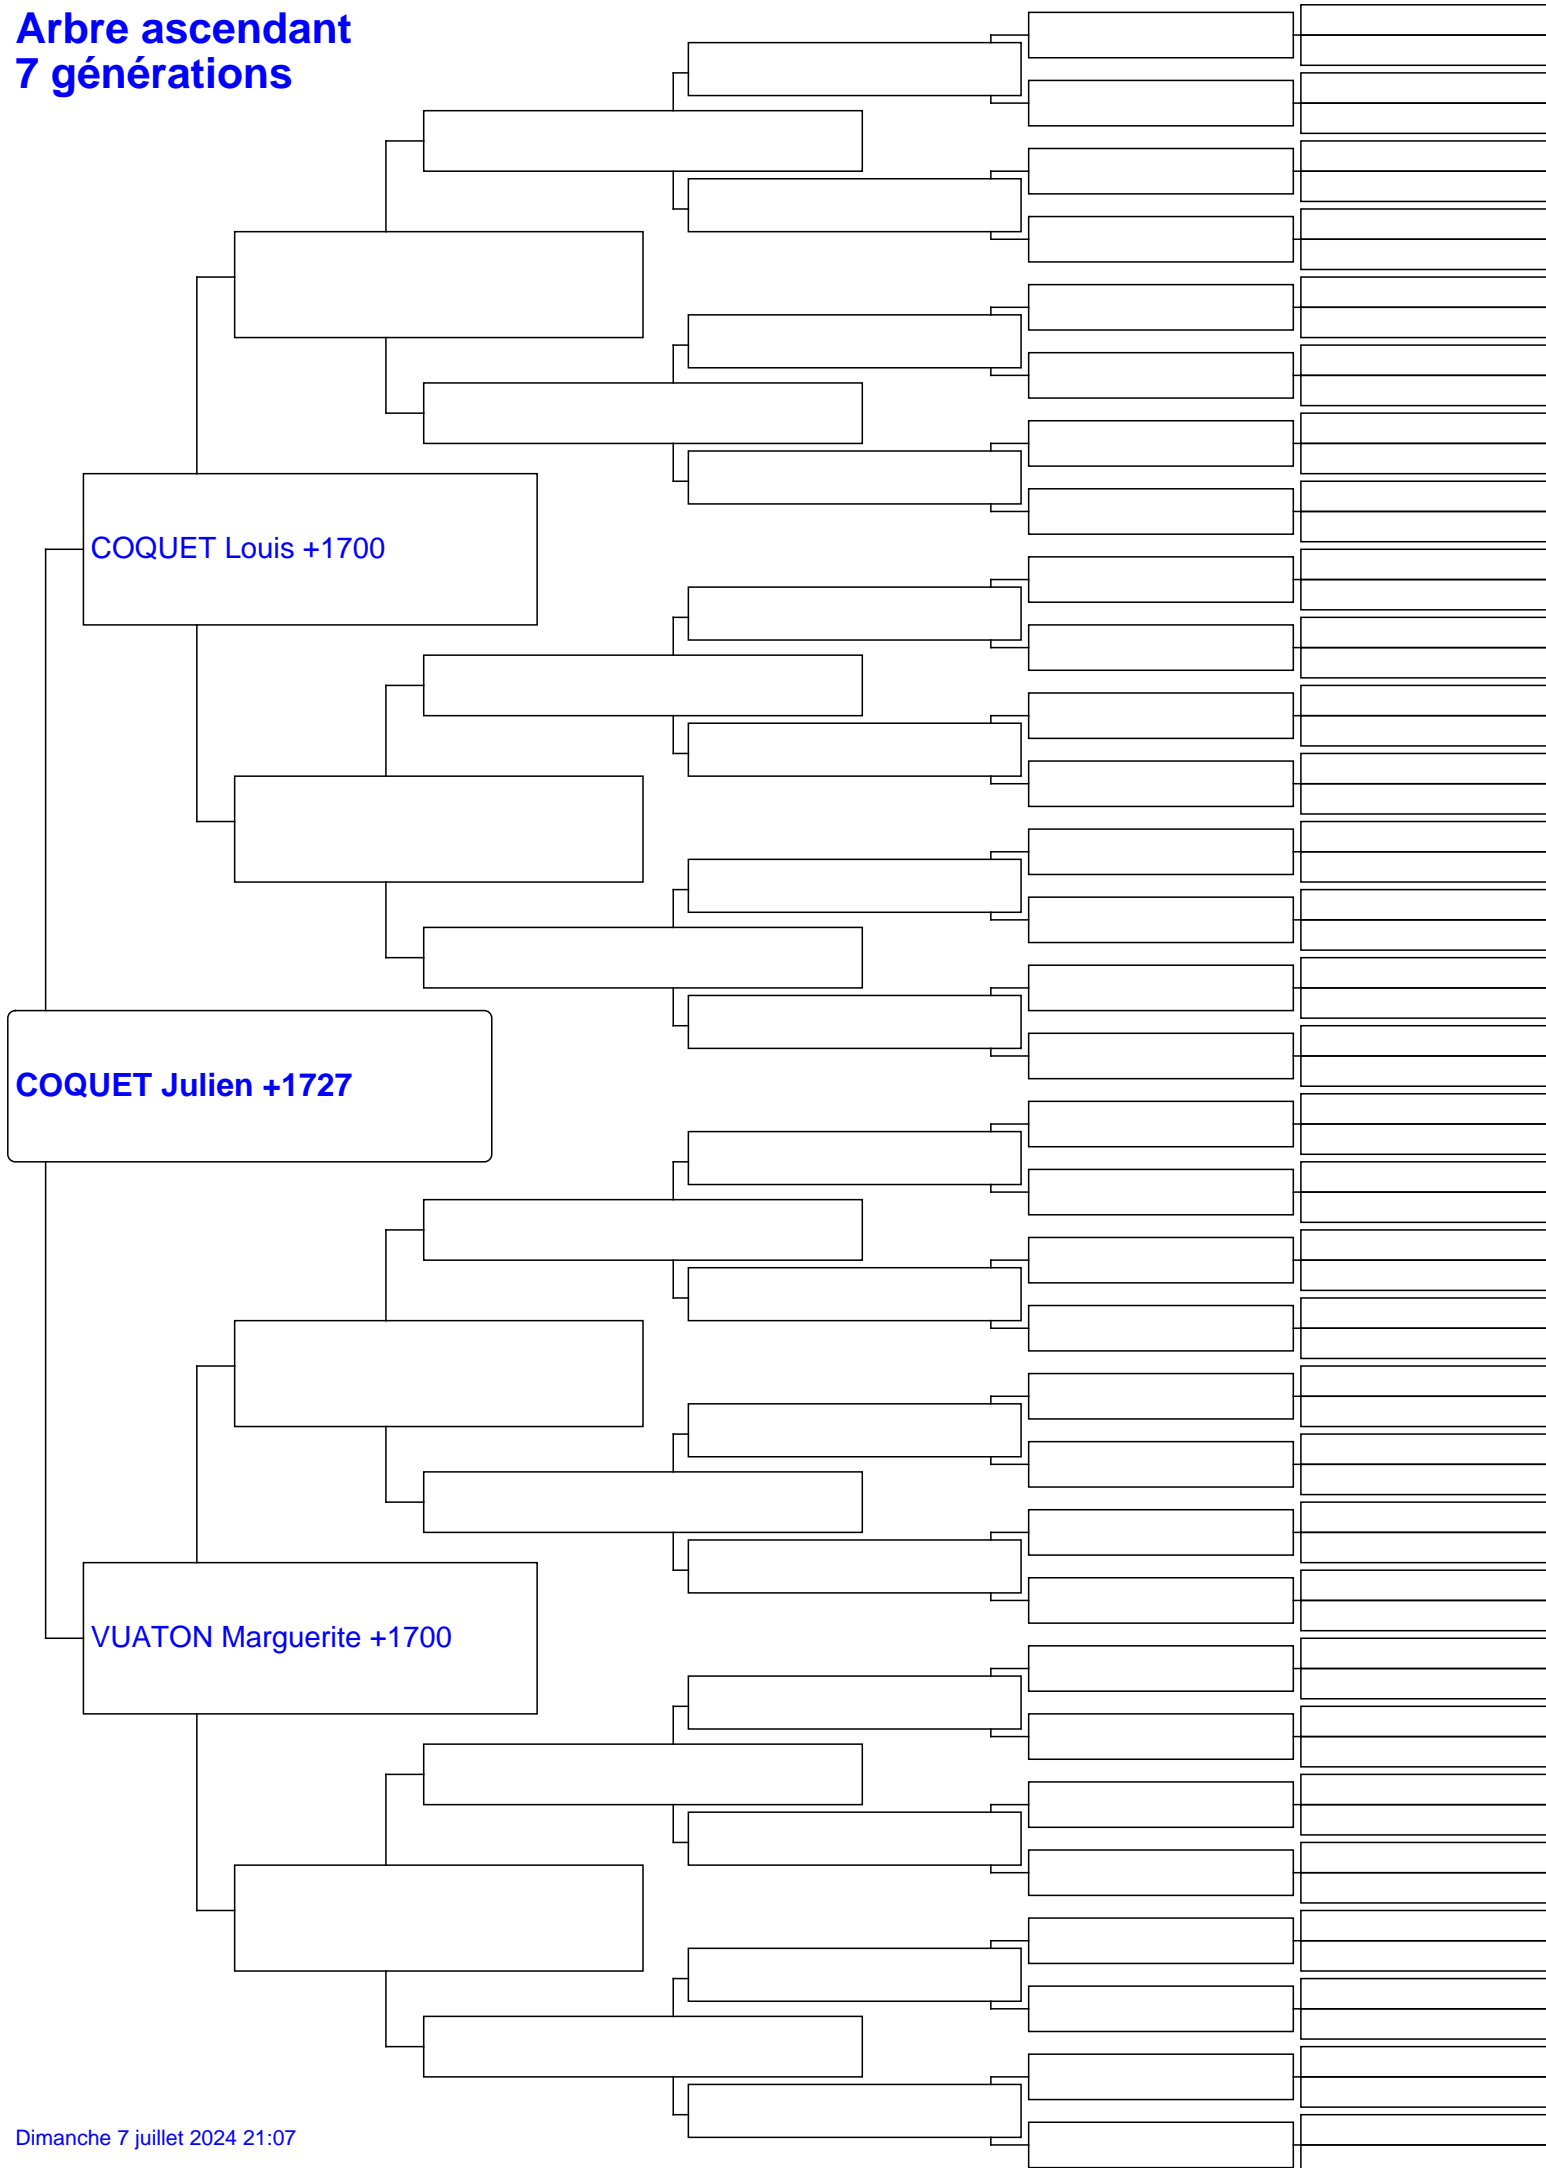 Arbre ascendant
7 générations
COQUET Louis +1700
COQUET Julien +1727
VUATON Marguerite +1700
Dimanche 7 juillet 2024 21:07